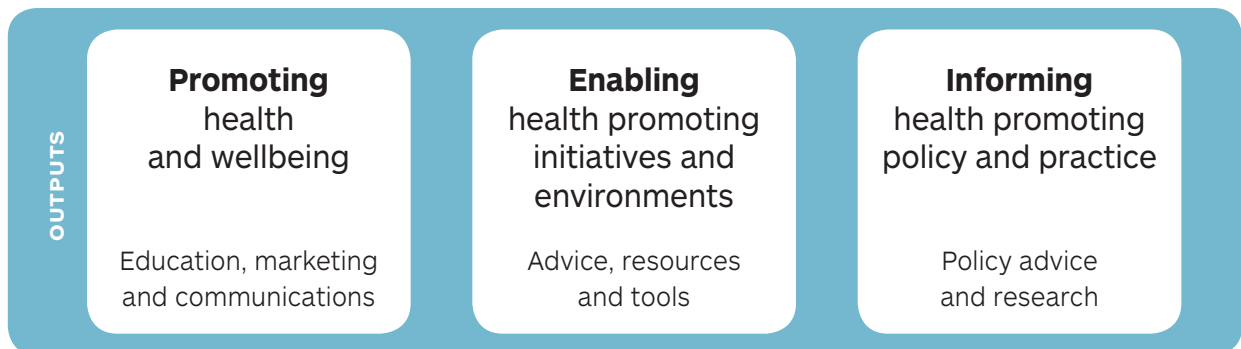 OUTPUTS
Promoting
health
and wellbeing
Education, marketing
and communications
Enabling
health promoting
initiatives and
environments
Advice, resources
and tools
Informing
health promoting
policy and practice
Policy advice
and research